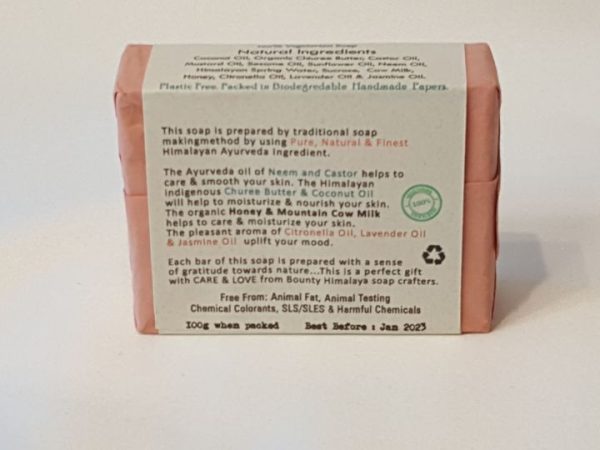 Natural Ingredients
Coconut Oil, Organic Chiuree Butter, Castor Oil,
Mustard Oil, Sesame Oil, Sunflower Oil, Neem Oil,
Himalayan Spring Water, Sucrose, Cow Milk,
Honey, Citronella Oil, Lavender Oil & Jasmine Oil.
Plastic Free. Packed in Biodegredable Handmade Papers.
This soap is prepared by traditional soap
makingmethod by using Pure, Natural & Finest
Himalayan Ayurveda Ingredient.
The Ayurveda oil of Neem and Castor helps to
care & smooth your skin. The Himalayan
indigenous Churee Butter & Coconut Oil
will help to moisturize & nourish your skin.
The organic Honey & Mountain Cow Milk
helps to care & moisturize your skin.
The pleasant aroma of Citronella Oil, Lavender Oil
& Jasmine Oil uplift your mood.
100%
Each bar of this soap is prepared with a sense
of gratitude towards nature...This is a perfect gift
with CARE & LOVE from Bounty Himalaya soap crafters.
Free From: Animal Fat, Animal Testing
Chemical Colorants, SLS/SLES & Harmful Chemicals
100g when packed Best Before : Jan 2023